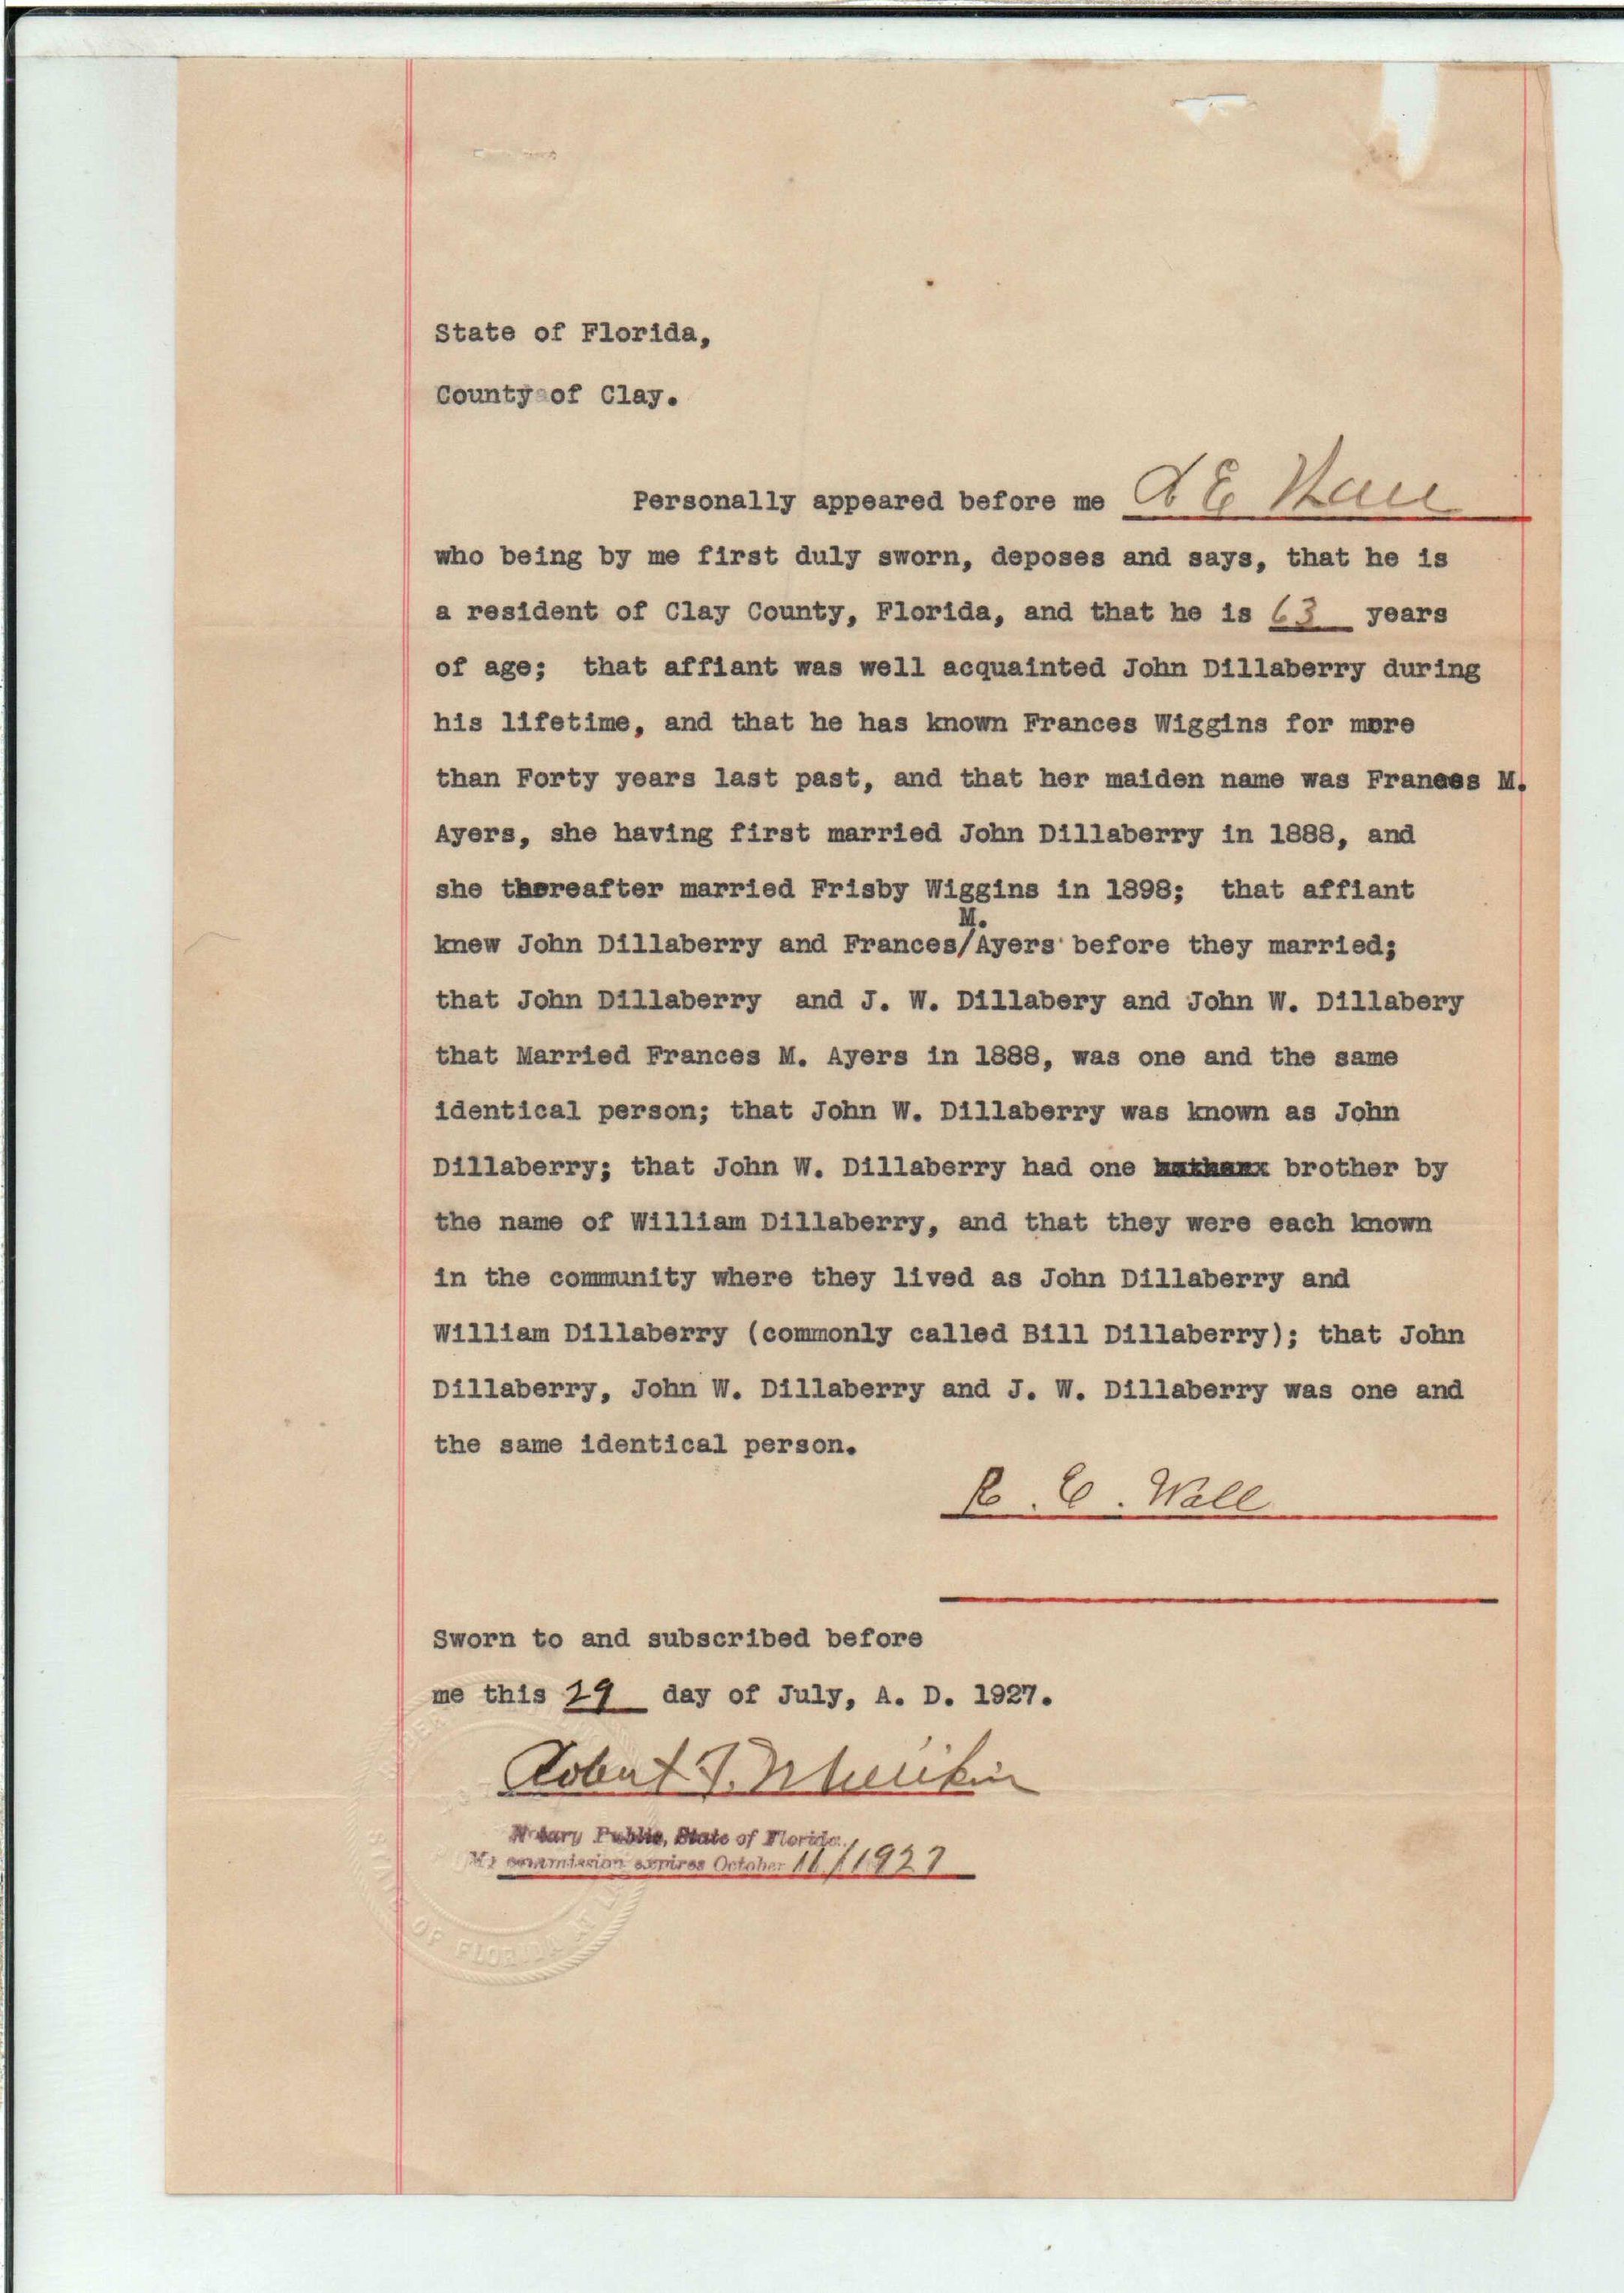 State of Florida,
County of Clay.
Personally appeared before me R E Wall
who being by me first duly sworn, deposes and says, that he is
a resident of Clay County, Florida, and that he is 63 years
of age; that affiant was well acquainted John Dillaberry during
his lifetime, and that he has known Frances Wiggins for more
than Forty years last past, and that her maiden name was Frances M.
Ayers, she having first married John Dillaberry in 1888, and
she thereafter married Frisby Wiggins in 1898; that affiant
M.
knew John Dillaberry and Frances/Ayers before they married;
that John Dillaberry and J. W. Dillabery and John W. Dillabery
that Married Frances M. Ayers in 1888, was one and the same
identical person; that John W. Dillaberry was known as John
Dillaberry; that John W. Dillaberry had one brother by
the name of William Dillaberry, and that they were each known
in the community where they lived as John Dillaberry and
William Dillaberry (commonly called Bill Dillaberry); that John
Dillaberry, John W. Dillaberry and J. W. Dillaberry was one and
the same identical person.
R. E. Wall
Sworn to and subscribed before
me this 29 day of July, A. D. 1927.
Robert
Notary Public, State of Florida.
My commission expires October 11/1927
STATE OF FLORIDA AT